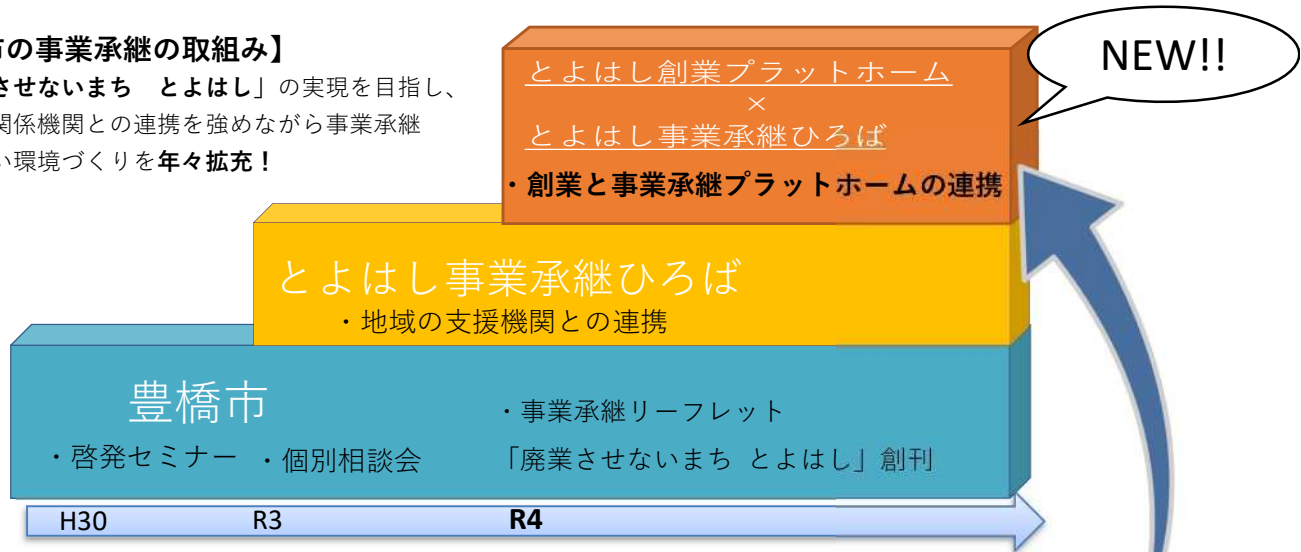 市の事業承継の取組み】
させないまち　とよはし」の実現を目指し、
関係機関との連携を強めながら事業承継
い環境づくりを年々拡充！
NEW!!
とよはし創業プラットホーム
×
とよはし事業承継ひろば
・創業と事業承継プラットホームの連携
とよはし事業承継ひろば
・地域の支援機関との連携
豊橋市
・啓発セミナー ・個別相談会
・事業承継リーフレット
「廃業させないまち とよはし」創刊
H30 R3 R4